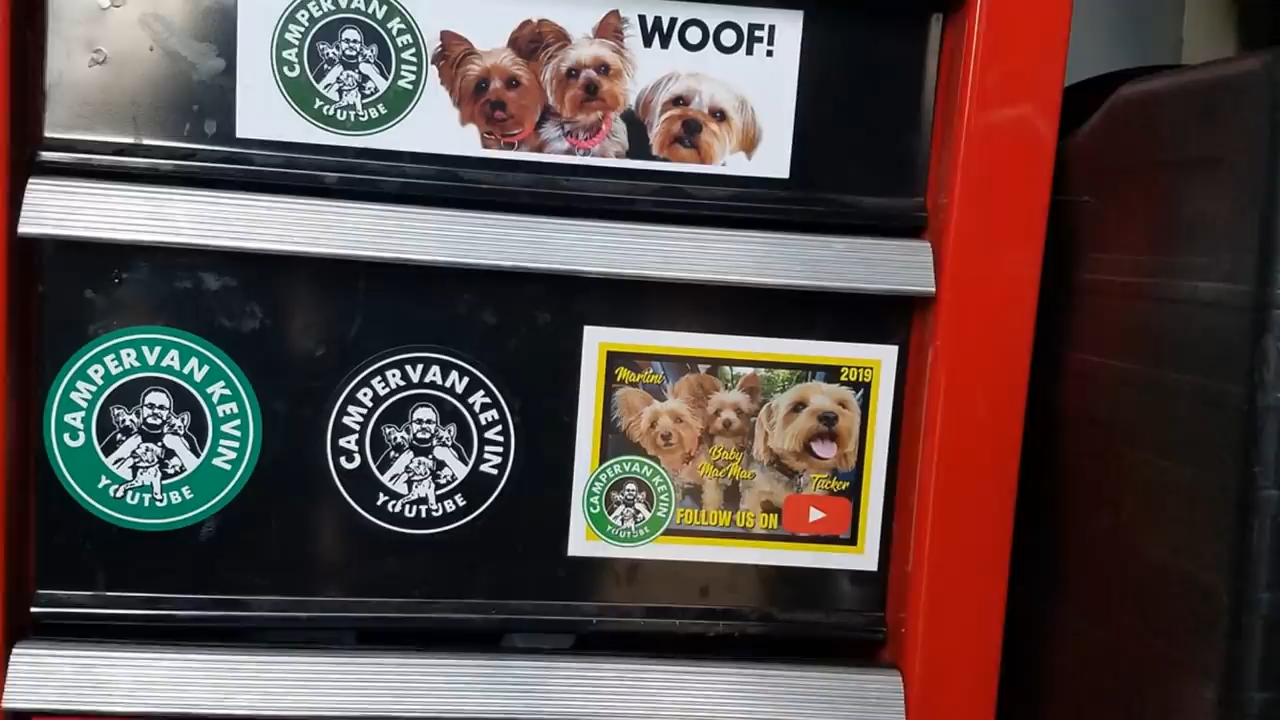 CAMPERVAN KEVIN
YOUTUBE
WOOF!
CAMPERVAN KEVIN
YOUTUBE
CAMPERVAN KEVIN
YOUTUBE
Martini
2019
Baby
MaeMae
Tucker
CAMPERVAN KEVIN
YOUTUBE
FOLLOW US ON